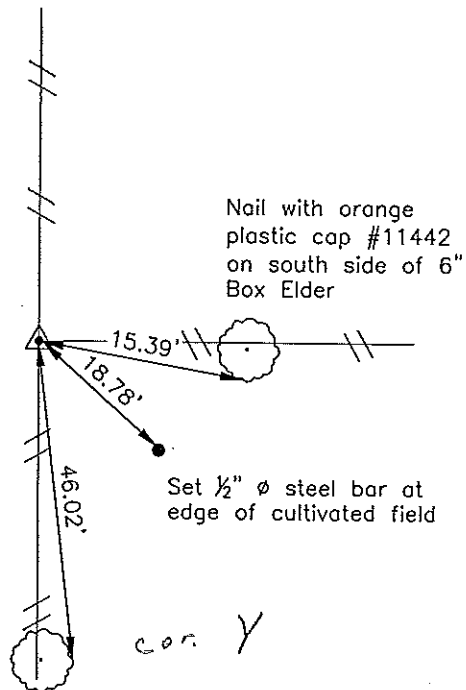 Nail with orange
plastic cap #11442
on south side of 6"
Box Elder
15.39'
18.78'
46.02'
Set ½" ø steel bar at
edge of cultivated field
cor. Y